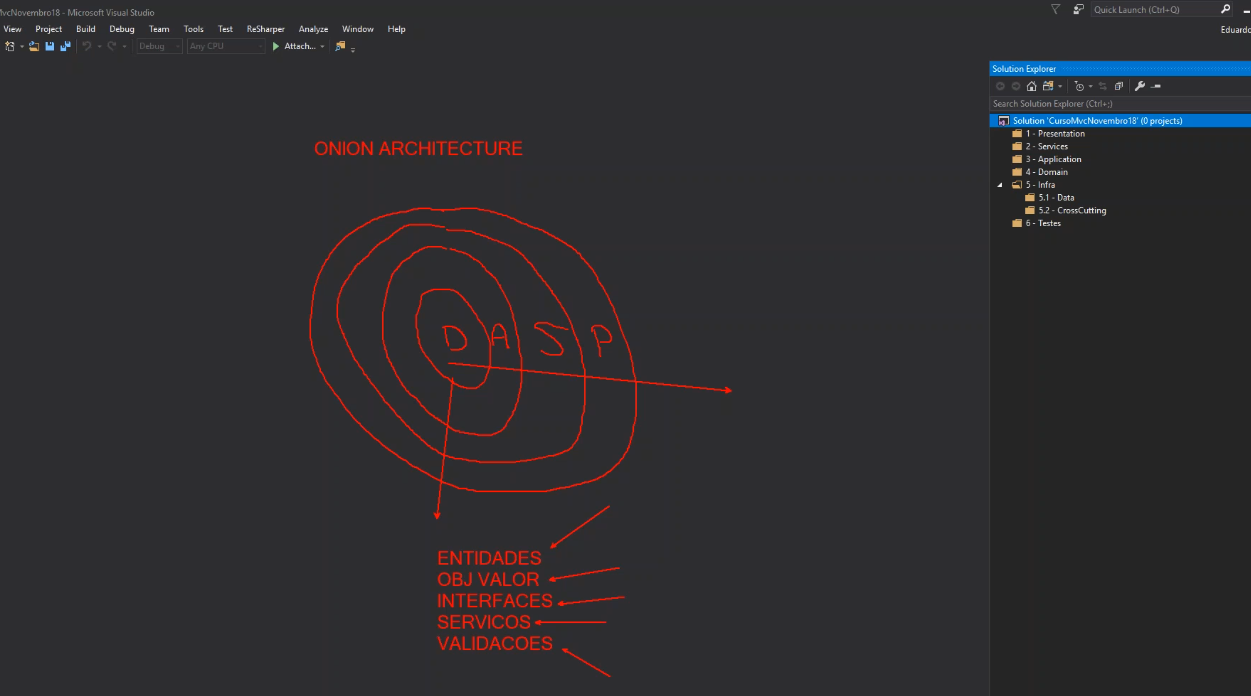 MvcNovembro18 - Microsoft Visual Studio
Quick Launch (Ctrl+Q)
View Project Build Debug Team Tools Test ReSharper Analyze Window Help
Eduardo
Debug Any CPU Attach...
Solution Explorer
Search Solution Explorer (Ctrl+;)
Solution 'CursoMvcNovembro18' (0 projects)
1 - Presentation
2 - Services
3 - Application
4 - Domain
5 - Infra
5.1 - Data
5.2 - CrossCutting
6 - Testes
ONION ARCHITECTURE
D A S P
ENTIDADES
OBJ VALOR
INTERFACES
SERVICOS
VALIDACOES